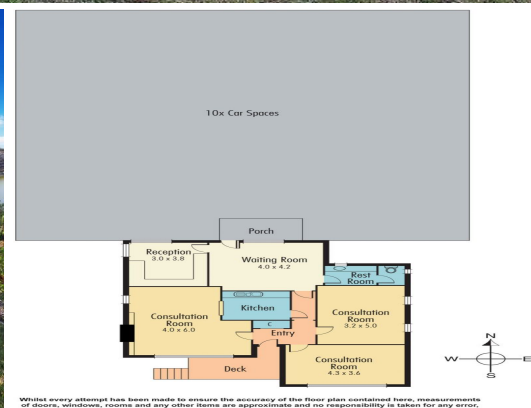 10x Car Spaces
Porch
Reception
3.0 x 3.8
Waiting Room
4.0 x 4.2
Rest
Room
Kitchen
Consultation
Room
4.0 x 6.0
Consultation
Room
3.2 x 5.0
C
Entry
Consultation
Room
4.3 x 3.6
Deck
N
W
E
S
Whilst every attempt has been made to ensure the accuracy of the floor plan contained here, measurements
of doors, windows, rooms and any other items are approximate and no responsibility is taken for any error,